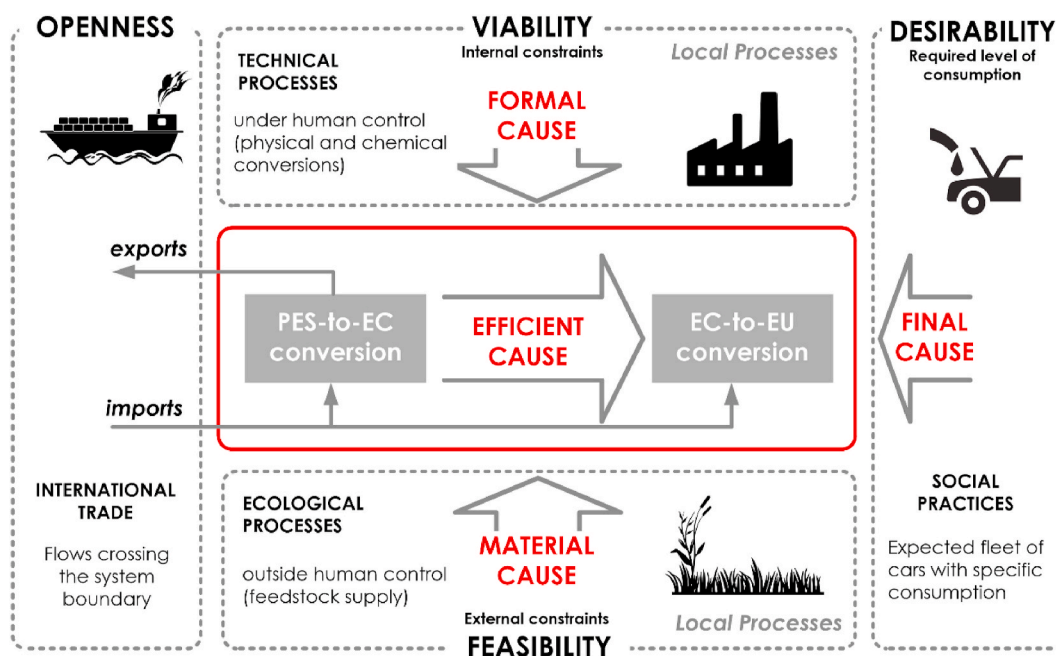 OPENNESS
exports
imports
INTERNATIONAL
TRADE
Flows crossing
the system
boundary
VIABILITY
Internal constraints
TECHNICAL
PROCESSES
under human control
(physical and chemical
conversions)
FORMAL
CAUSE
Local Processes
PES-to-EC
conversion
EFFICIENT
CAUSE
EC-to-EU
conversion
ECOLOGICAL
PROCESSES
outside human control
(feedstock supply)
MATERIAL
CAUSE
External constraints
FEASIBILITY
Local Processes
DESIRABILITY
Required level of
consumption
FINAL
CAUSE
SOCIAL
PRACTICES
Expected fleet of
cars with specific
consumption